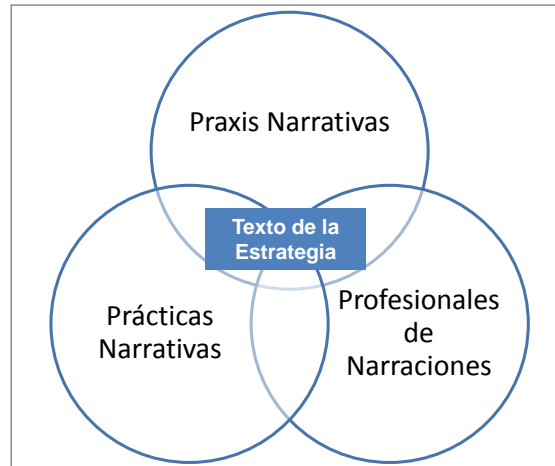 Praxis Narrativas
Texto de la
Estrategia
Prácticas
Narrativas
Profesionales
de
Narraciones